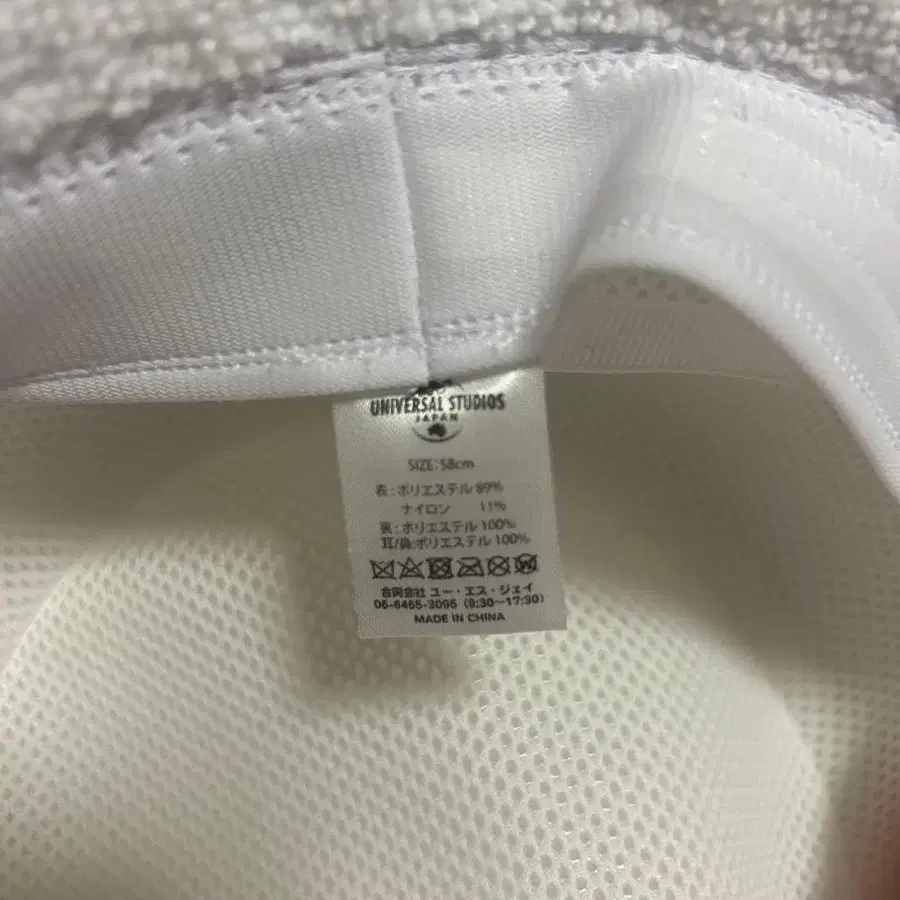 UNIVERSAL STUDIOS
JAPAN
SIZE:58cm
表:ポリエステル 89%
ナイロン 11%
裏:ポリエステル 100%
耳/歯:ポリエステル 100%
合同会社 ユー・エス・ジェイ
06-6465-3095 (9:30~17:30)
MADE IN CHINA